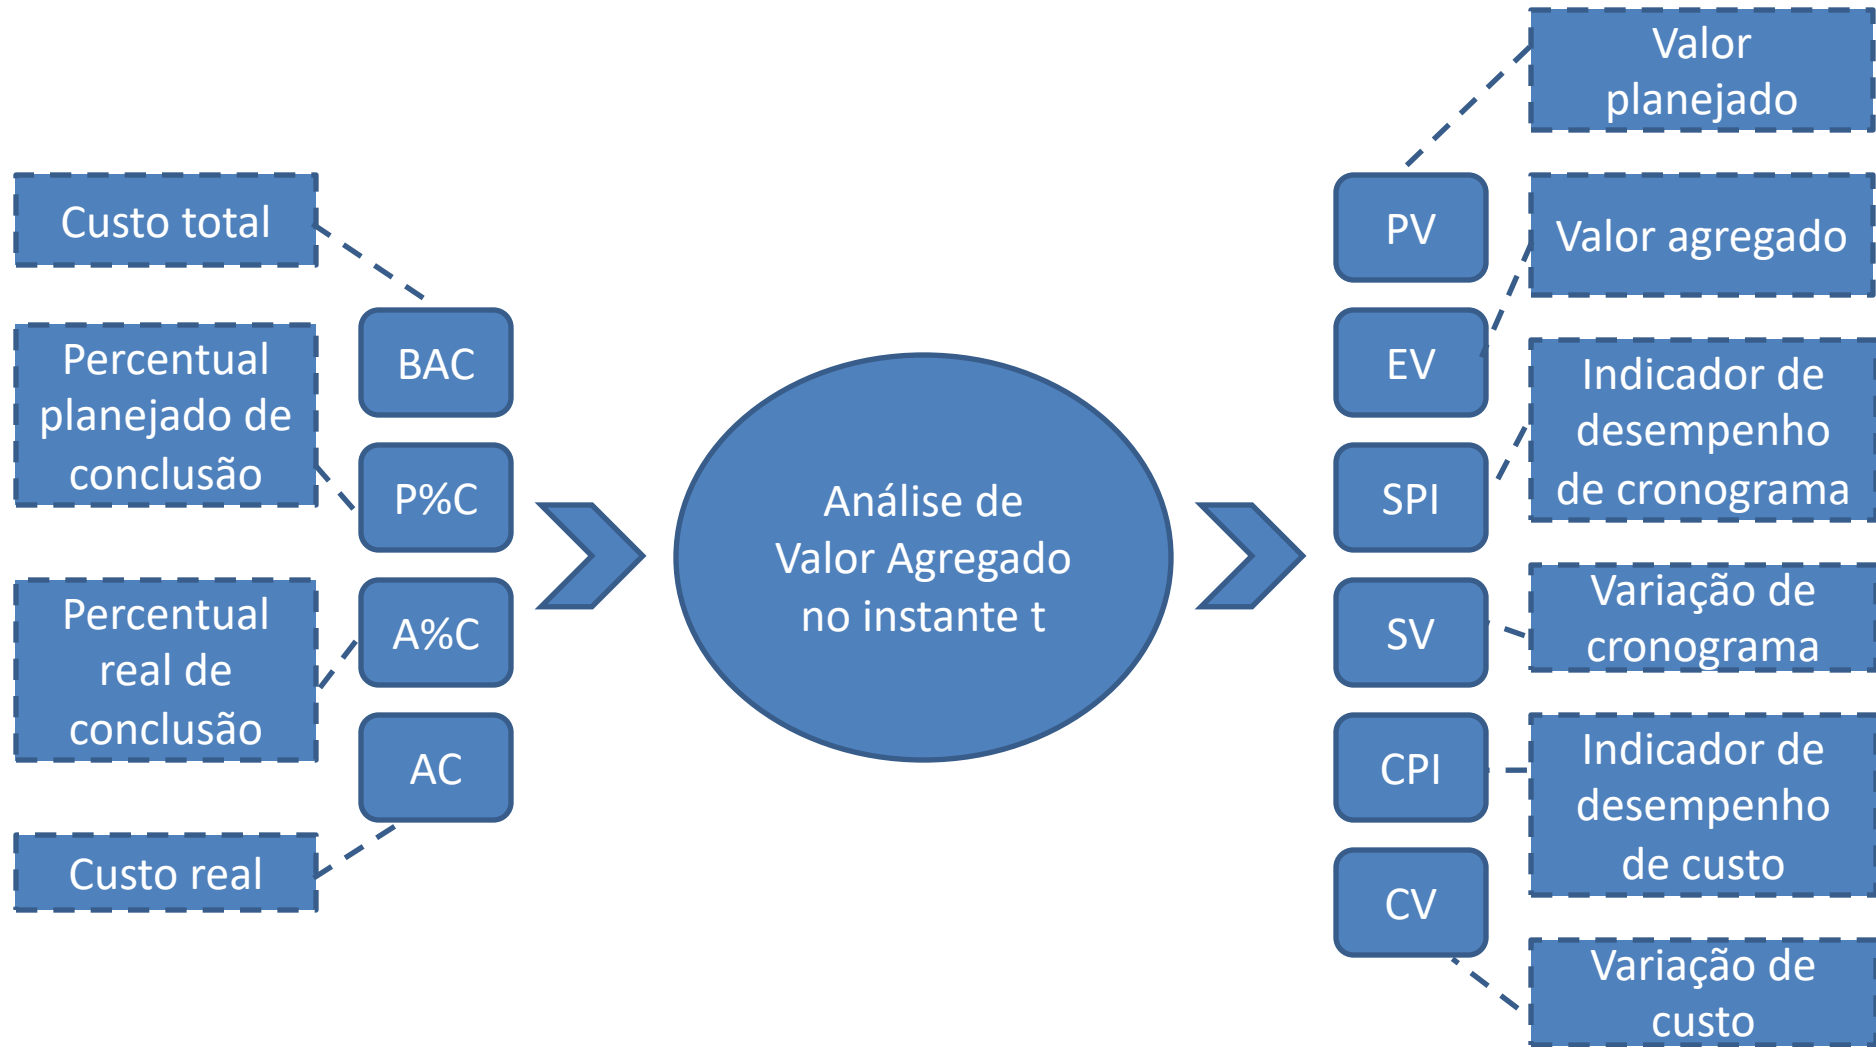 Custo total
Percentual
planejado de
conclusão
Percentual
real de
conclusão
Custo real
BAC
P%C
A%C
AC
Análise de
Valor Agregado
no instante t
PV
EV
SPI
SV
CPI
CV
Valor
planejado
Valor agregado
Indicador de
desempenho
de cronograma
Variação de
cronograma
Indicador de
desempenho
de custo
Variação de
custo